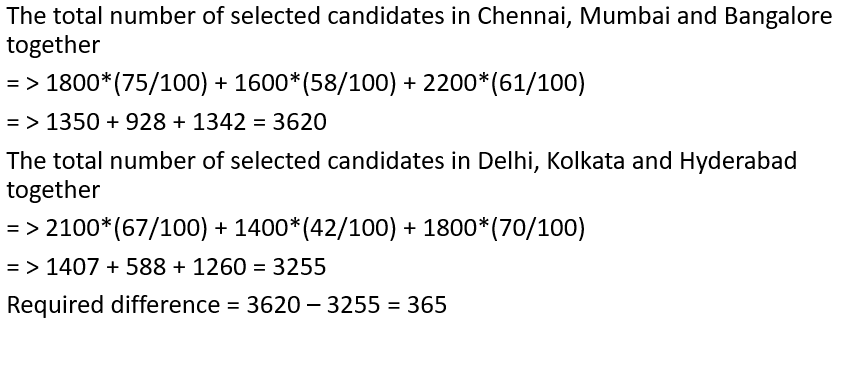 The total number of selected candidates in Chennai, Mumbai and Bangalore
together
= > 1800*(75/100) + 1600*(58/100) + 2200*(61/100)
= > 1350 + 928 + 1342 = 3620
The total number of selected candidates in Delhi, Kolkata and Hyderabad
together
= > 2100*(67/100) + 1400*(42/100) + 1800*(70/100)
= > 1407 + 588 + 1260 = 3255
Required difference = 3620 – 3255 = 365